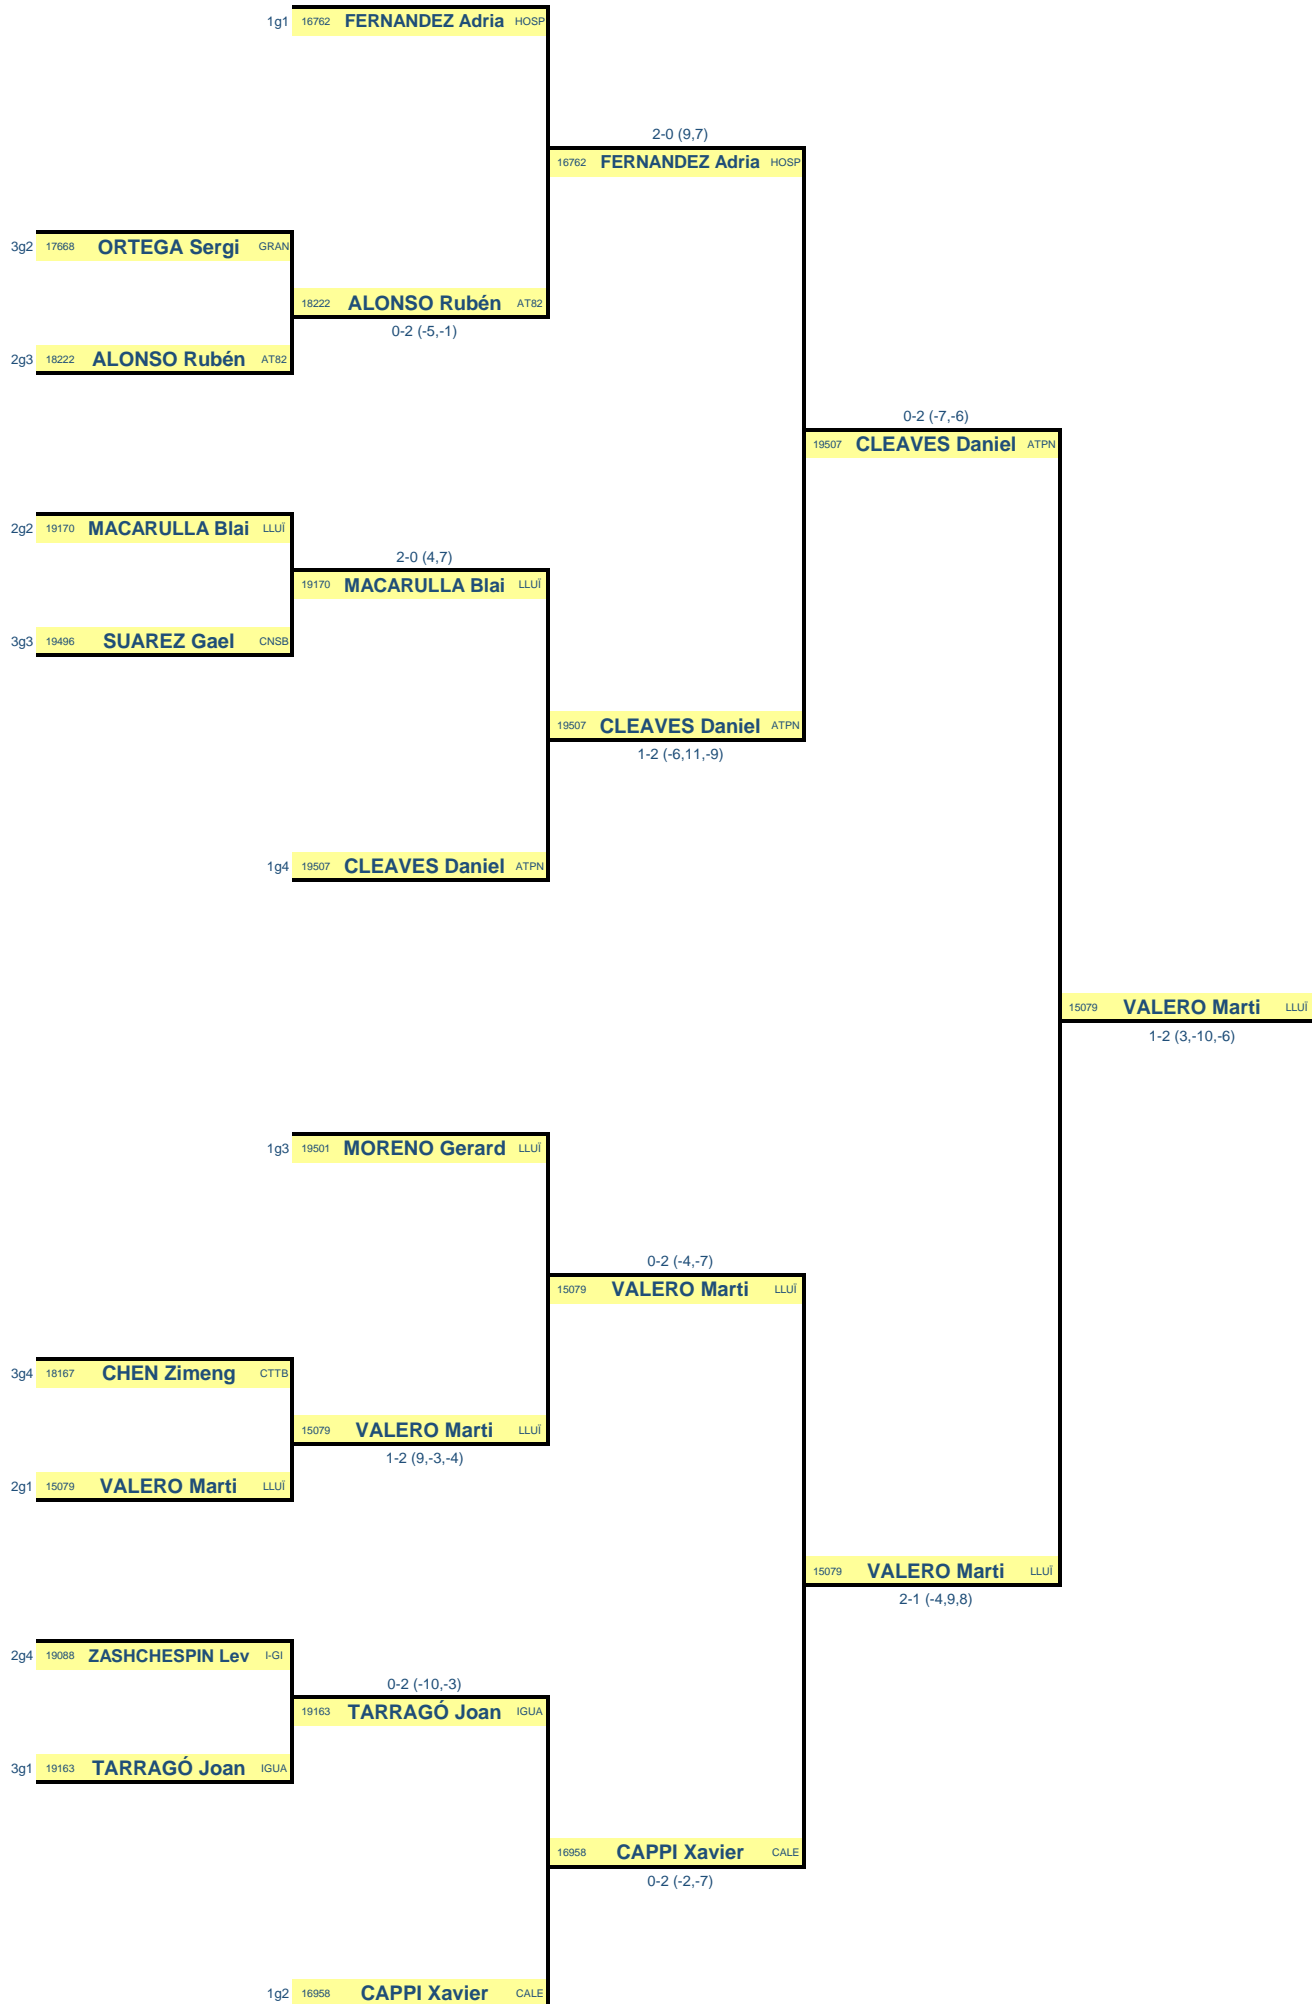 1g1 16762 FERNANDEZ Adria HOSP
2-0 (9,7)
16762 FERNANDEZ Adria HOSP
3g2 17668 ORTEGA Sergi GRAN
18222 ALONSO Rubén AT82
0-2 (-5,-1)
2g3 18222 ALONSO Rubén AT82
0-2 (-7,-6)
19507 CLEAVES Daniel ATPN
2g2 19170 MACARULLA Blai LLUÏ
2-0 (4,7)
19170 MACARULLA Blai LLUÏ
3g3 19496 SUAREZ Gael CNSB
19507 CLEAVES Daniel ATPN
1-2 (-6,11,-9)
1g4 19507 CLEAVES Daniel ATPN
15079 VALERO Marti LLUÏ
1-2 (3,-10,-6)
1g3 19501 MORENO Gerard LLUÏ
0-2 (-4,-7)
15079 VALERO Marti LLUÏ
3g4 18167 CHEN Zimeng CTTB
15079 VALERO Marti LLUÏ
1-2 (9,-3,-4)
2g1 15079 VALERO Marti LLUÏ
15079 VALERO Marti LLUÏ
2-1 (-4,9,8)
2g4 19088 ZASHCHESPIN Lev I-GI
0-2 (-10,-3)
19163 TARRAGÓ Joan IGUA
3g1 19163 TARRAGÓ Joan IGUA
16958 CAPPI Xavier CALE
0-2 (-2,-7)
1g2 16958 CAPPI Xavier CALE